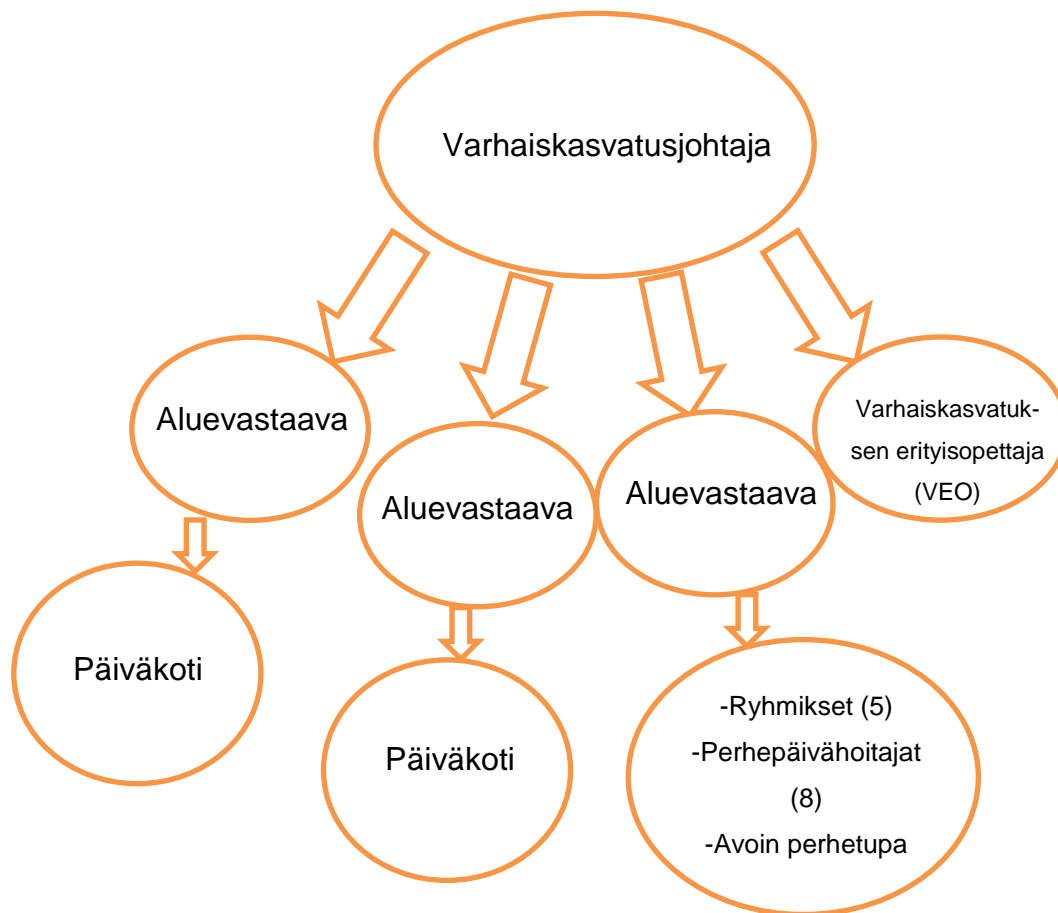 Varhaiskasvatusjohtaja
Aluevastaava
Aluevastaava
Aluevastaava
Varhaiskasvatuk-
sen erityisopettaja
(VEO)
Päiväkoti
Päiväkoti
-Ryhmikset (5)
-Perhepäivähoitajat
(8)
-Avoin perhetupa